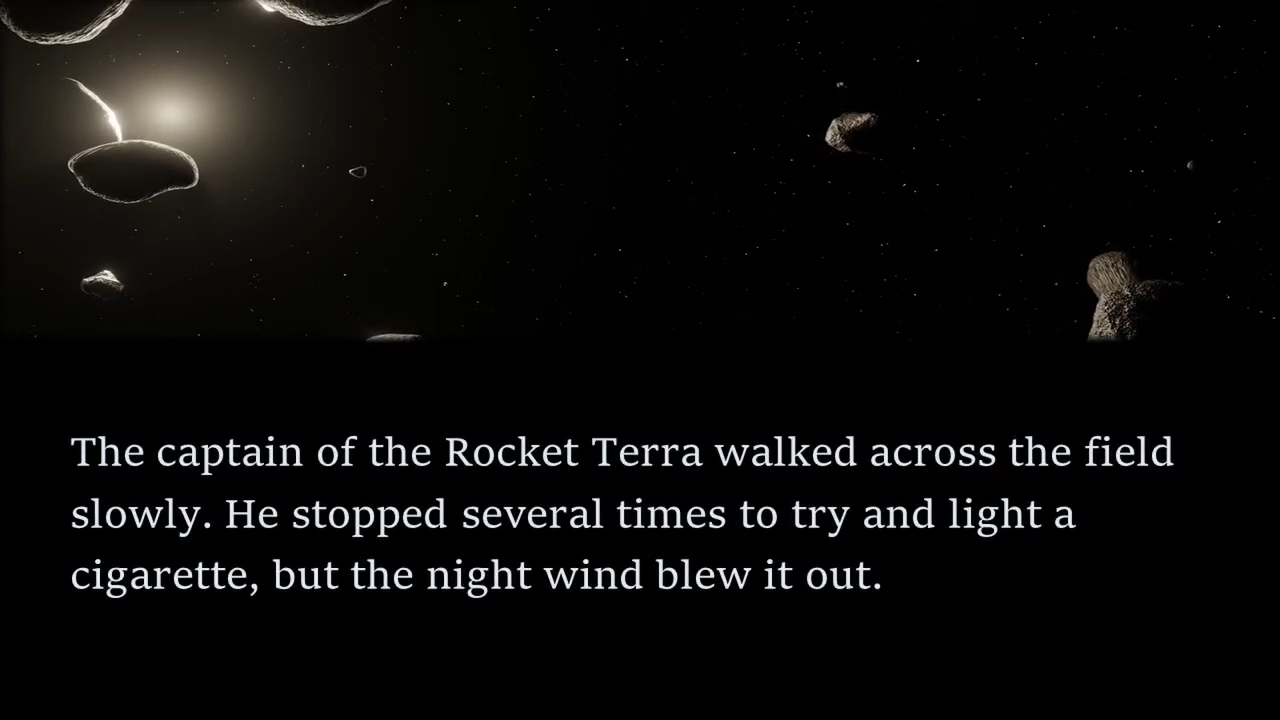 The captain of the Rocket Terra walked across the field
slowly. He stopped several times to try and light a
cigarette, but the night wind blew it out.